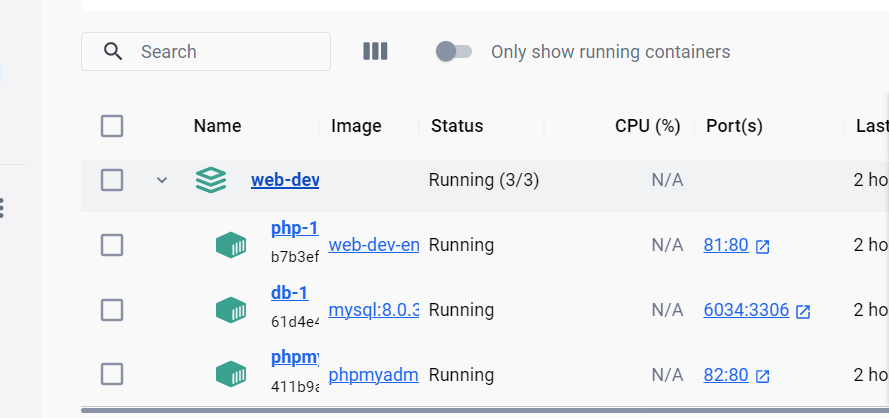 Search
Only show running containers
Name Image Status CPU (%) Port(s) Last
web-dev Running (3/3) N/A 2 ho
php-1
b7b3ef web-dev-en Running N/A 81:80 2 ho
db-1
61d4e4 mysql:8.0.3 Running N/A 6034:3306 2 ho
phpmy
411b9a phpmyadm Running N/A 82:80 2 ho